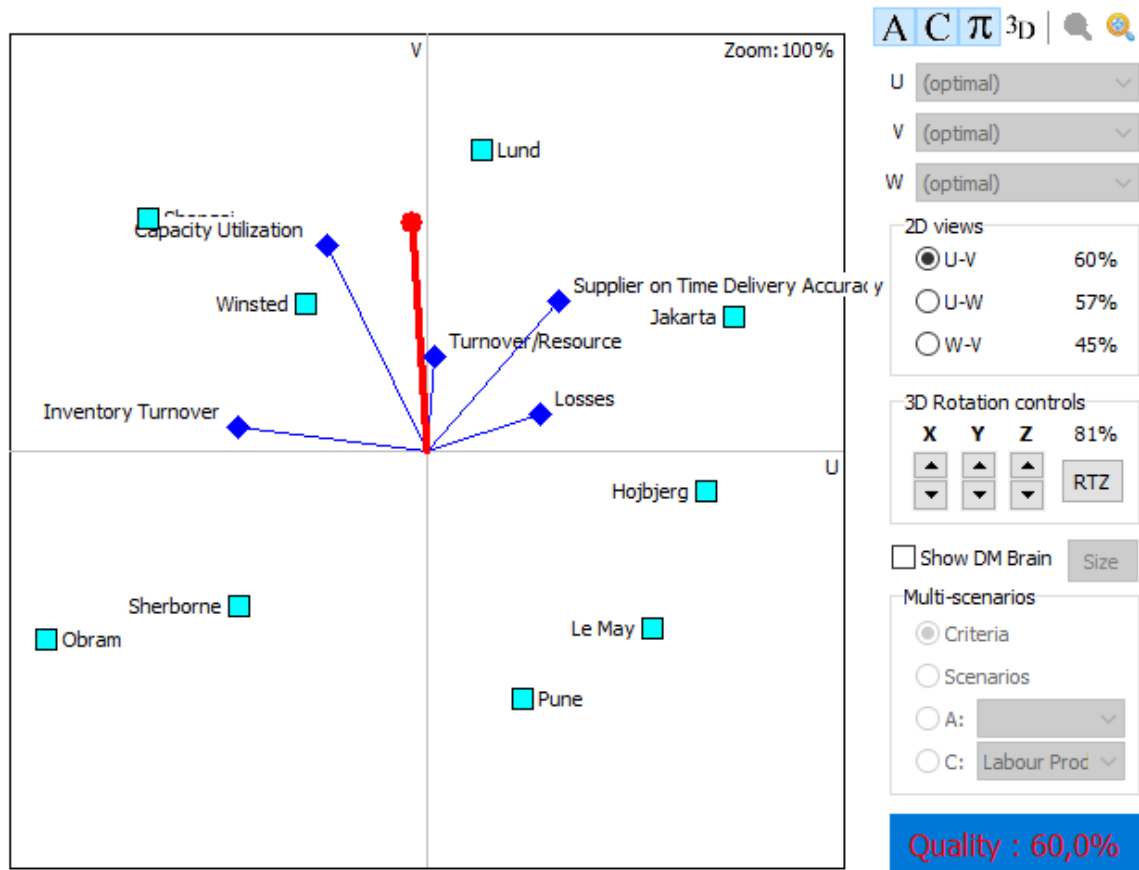 A C π 3D
V
Zoom: 100%
U (optimal)
Lund
V (optimal)
W (optimal)
Capacity Utilization
2D views
U-V 60%
Supplier on Time Delivery Accuracy
Winsted
Jakarta
U-W 57%
Turnover/Resource
W-V 45%
Losses
Inventory Turnover
3D Rotation controls
X Y Z 81%
U
RTZ
Hojbjerg
Show DM Brain Size
Multi-scenarios
Sherborne
Le May
Criteria
Obram
Scenarios
Pune
A:
C: Labour Prod
Quality : 60,0%